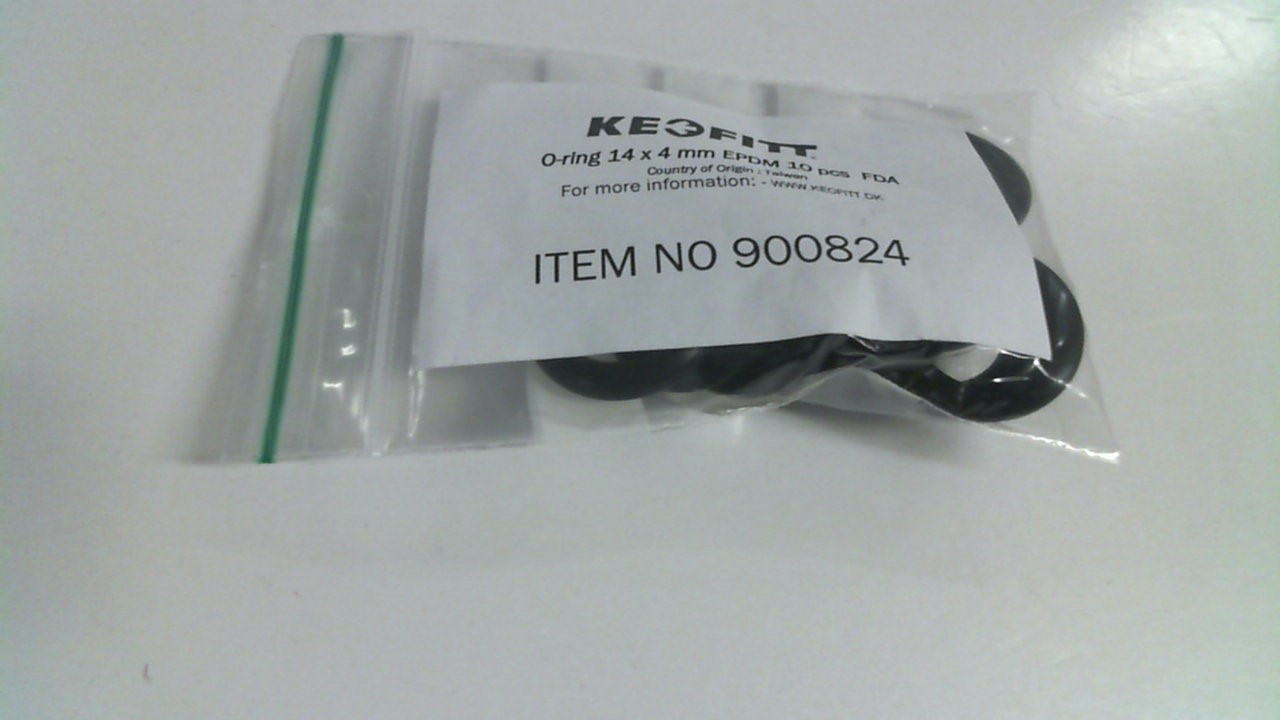 KEOFITT
O-ring 14 x 4 mm EPDM 10 pcs FDA
Country of Origin : Taiwan
For more information: - WWW.KEOFITT.DK
ITEM NO 900824